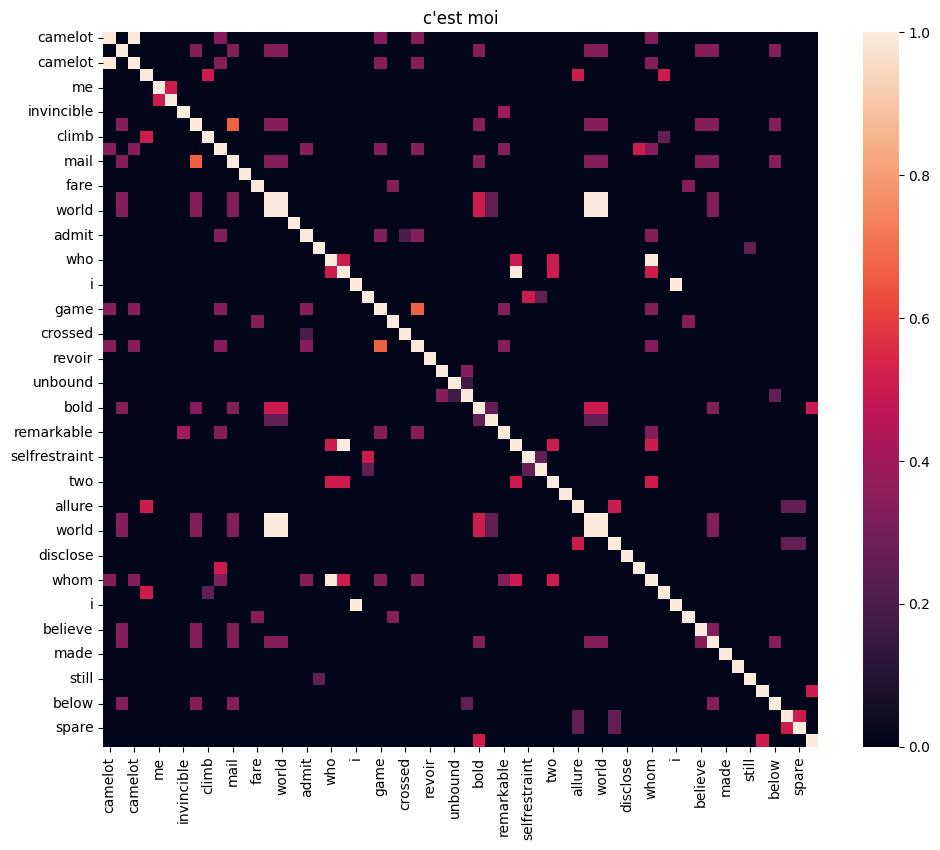 c'est moi
camelot
camelot
me
invincible
climb
mail
fare
world
admit
who
i
game
crossed
revoir
unbound
bold
remarkable
selfrestraint
two
allure
world
disclose
whom
i
believe
made
still
below
spare
1.0
0.8
0.6
0.4
0.2
0.0
camelot
camelot
me
invincible
climb
mail
fare
world
admit
who
i
game
crossed
revoir
unbound
bold
remarkable
selfrestraint
two
allure
world
disclose
whom
i
believe
made
still
below
spare